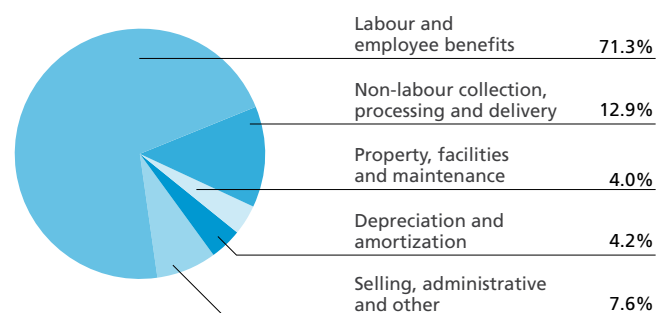 Labour and
employee benefits 71.3%
Non-labour collection,
processing and delivery 12.9%
Property, facilities
and maintenance 4.0%
Depreciation and
amortization 4.2%
Selling, administrative
and other 7.6%